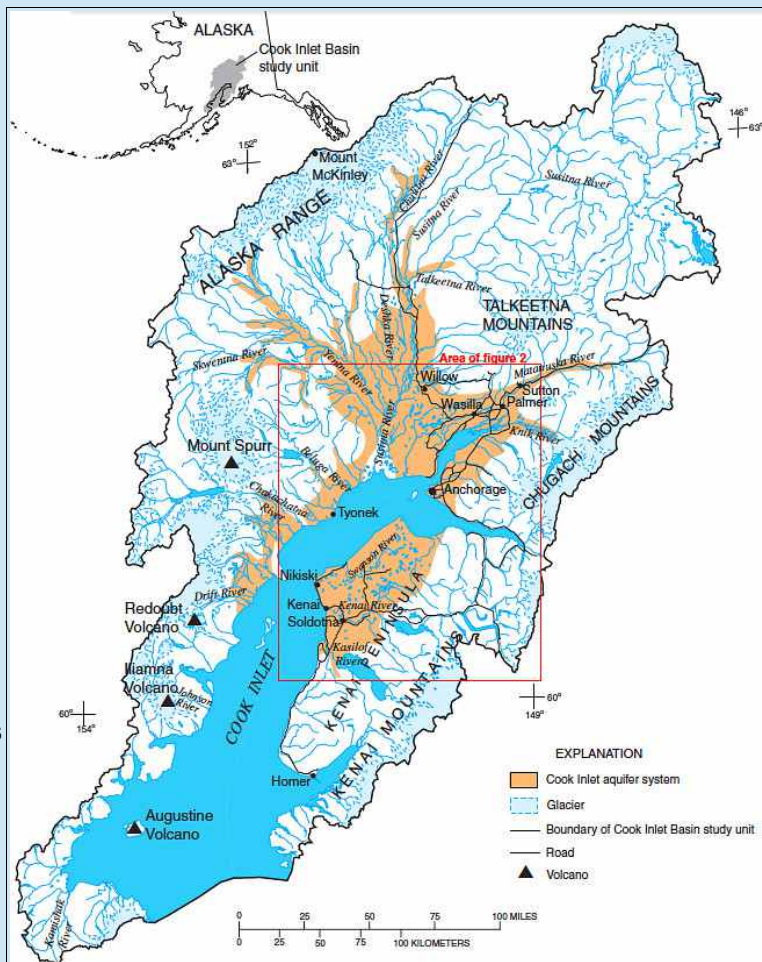 ALASKA
Cook Inlet Basin
study unit
146°
63°
152°
63°
Mount
McKinley
Chulitna River
Susitna River
Susitna River
ALASKA RANGE
Talkeetna River
TALKEETNA
MOUNTAINS
Deshka River
Area of figure 2
Skwentna River
Yentna River
Willow
Matanuska River
Sutton
Wasilla
Palmer
Knik River
CHUGACH MOUNTAINS
Susitna River
Mount Spurr
Beluga River
Anchorage
Chakachatna
River
Tyonek
Swanson River
Nikiski
Drift River
Kenai
Kenai River
Redoubt
Volcano
Soldotna
Kasilof
River
KENAI PENINSULA
Iliamna
Volcano
Johnson
River
COOK INLET
KENAI MOUNTAINS
60°
154°
60°
149°
Homer
Augustine
Volcano
Kamishak
River
EXPLANATION
Cook Inlet aquifer system
Glacier
Boundary of Cook Inlet Basin study unit
Road
Volcano
0 25 50 75 100 MILES
0 25 50 75 100 KILOMETERS